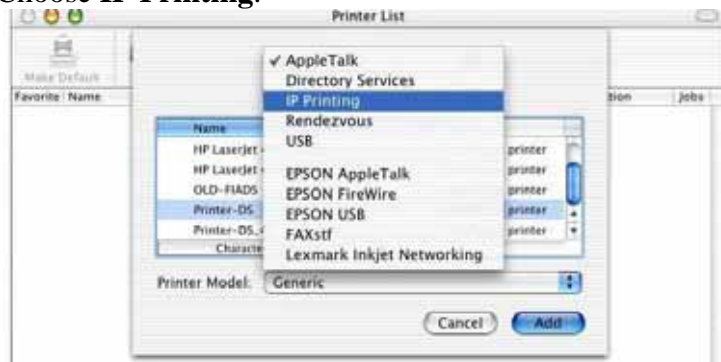 Choose IP Printing.
Printer List
✓ AppleTalk
Directory Services
IP Printing
Rendezvous
USB
EPSON AppleTalk
EPSON FireWire
EPSON USB
FAXstf
Lexmark Inkjet Networking
Make Default
Favorite Name
tion Jobs
Name
HP LaserJet printer
HP LaserJet printer
OLD-FIADS printer
Printer-DS printer
Printer-DS_ printer
Characte
Printer Model: Generic
Cancel Add